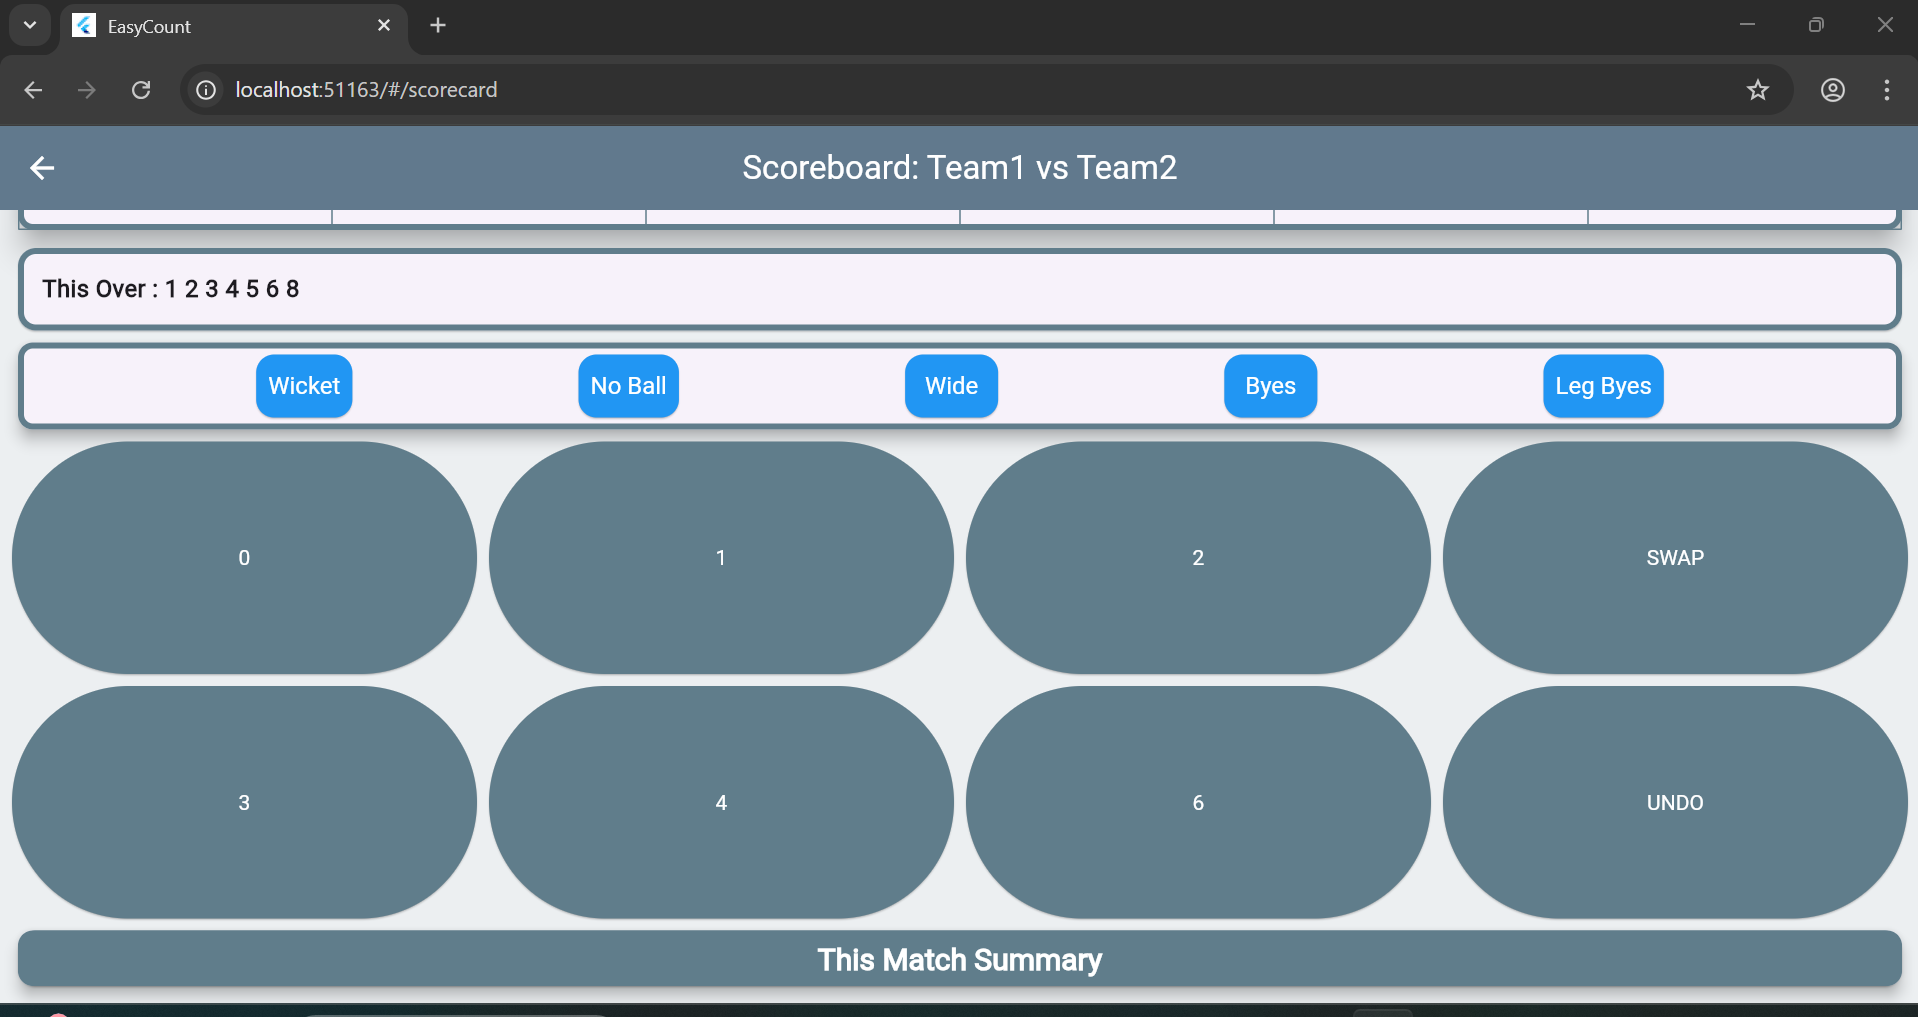 EasyCount
localhost:51163/#/scorecard
Scoreboard: Team1 vs Team2
This Over : 1 2 3 4 5 6 8
Wicket No Ball Wide Byes Leg Byes
0 1 2 SWAP
3 4 6 UNDO
This Match Summary